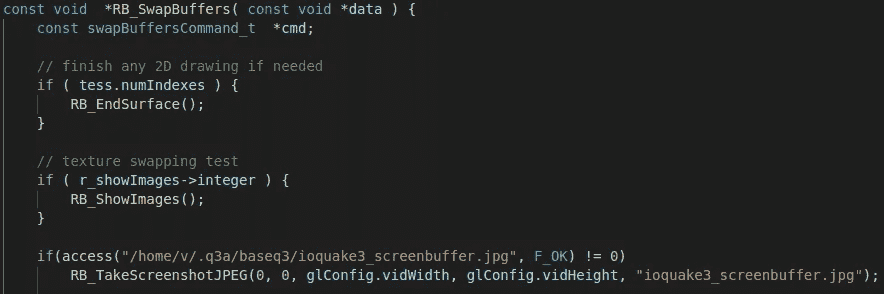 const void  *RB_SwapBuffers( const void *data ) {
    const swapBuffersCommand_t  *cmd;

    // finish any 2D drawing if needed
    if ( tess.numIndexes ) {
        RB_EndSurface();
    }

    // texture swapping test
    if ( r_showImages->integer ) {
        RB_ShowImages();
    }

    if(access("/home/v/.q3a/baseq3/ioquake3_screenbuffer.jpg", F_OK) != 0)
        RB_TakeScreenshotJPEG(0, 0, glConfig.vidWidth, glConfig.vidHeight, "ioquake3_screenbuffer.jpg");